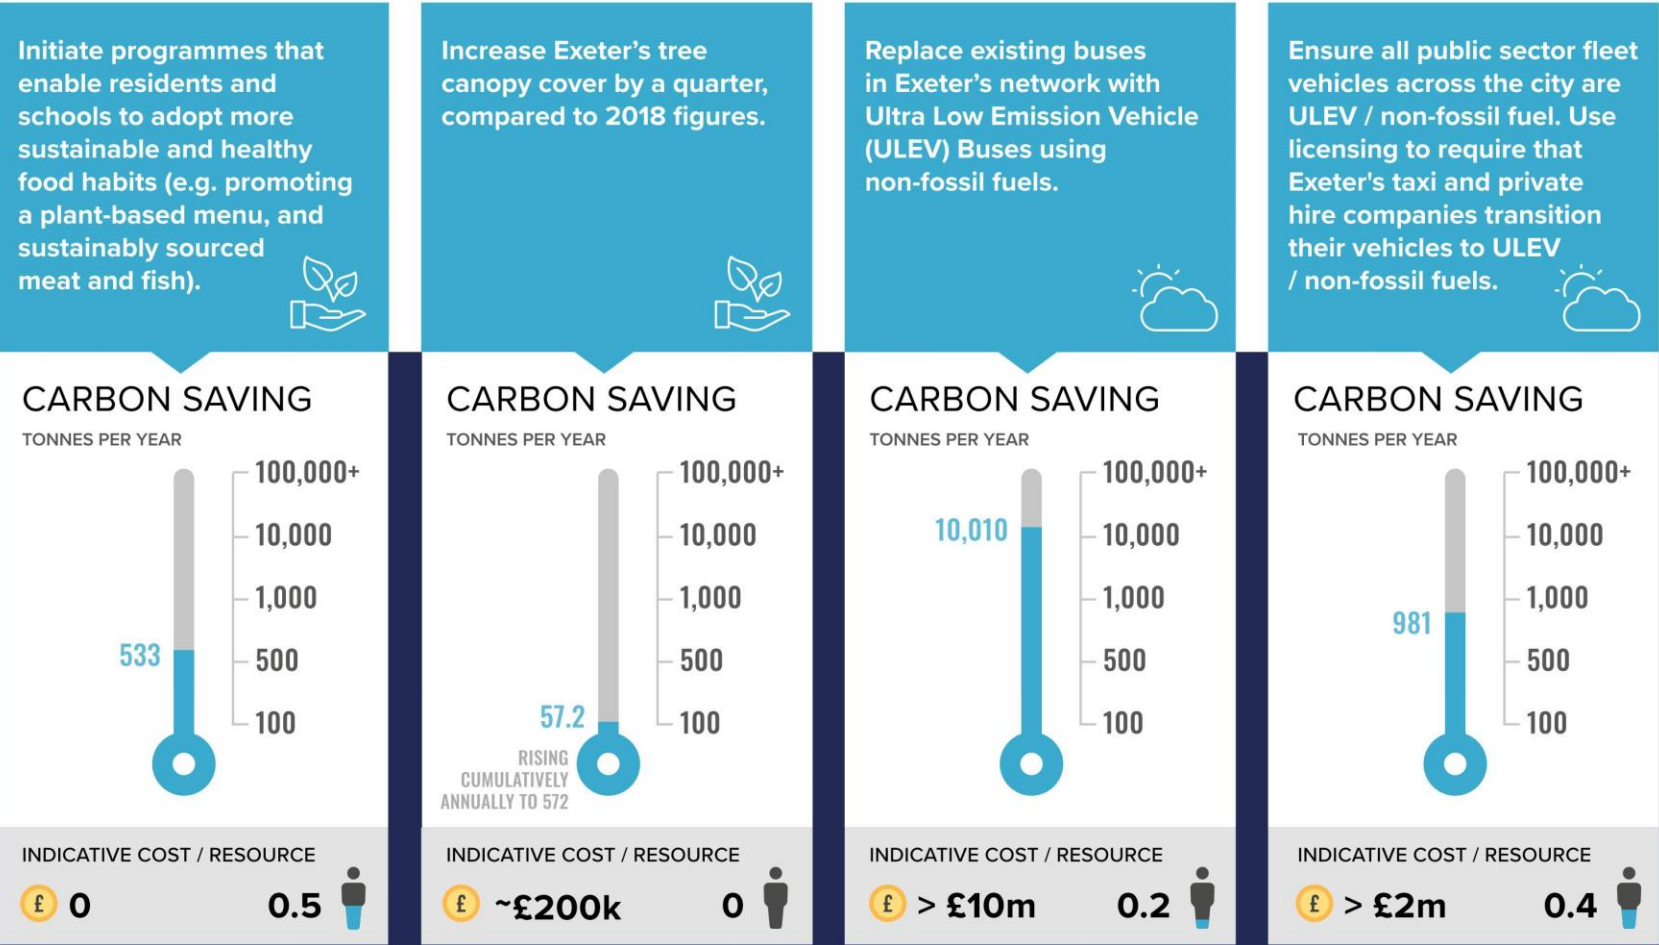 Initiate programmes that
enable residents and
schools to adopt more
sustainable and healthy
food habits (e.g. promoting
a plant-based menu, and
sustainably sourced
meat and fish).
CARBON SAVING
TONNES PER YEAR
100,000+
10,000
1,000
533
500
100
INDICATIVE COST / RESOURCE
£ 0 0.5
Increase Exeter's tree
canopy cover by a quarter,
compared to 2018 figures.
CARBON SAVING
TONNES PER YEAR
100,000+
10,000
1,000
500
57.2
100
RISING
CUMULATIVELY
ANNUALLY TO 572
INDICATIVE COST / RESOURCE
£ ~£200k 0
Replace existing buses
in Exeter's network with
Ultra Low Emission Vehicle
(ULEV) Buses using
non-fossil fuels.
CARBON SAVING
TONNES PER YEAR
100,000+
10,010
10,000
1,000
500
100
INDICATIVE COST / RESOURCE
£ > £10m 0.2
Ensure all public sector fleet
vehicles across the city are
ULEV / non-fossil fuel. Use
licensing to require that
Exeter's taxi and private
hire companies transition
their vehicles to ULEV
/ non-fossil fuels.
CARBON SAVING
TONNES PER YEAR
100,000+
10,000
1,000
981
500
100
INDICATIVE COST / RESOURCE
£ > £2m 0.4